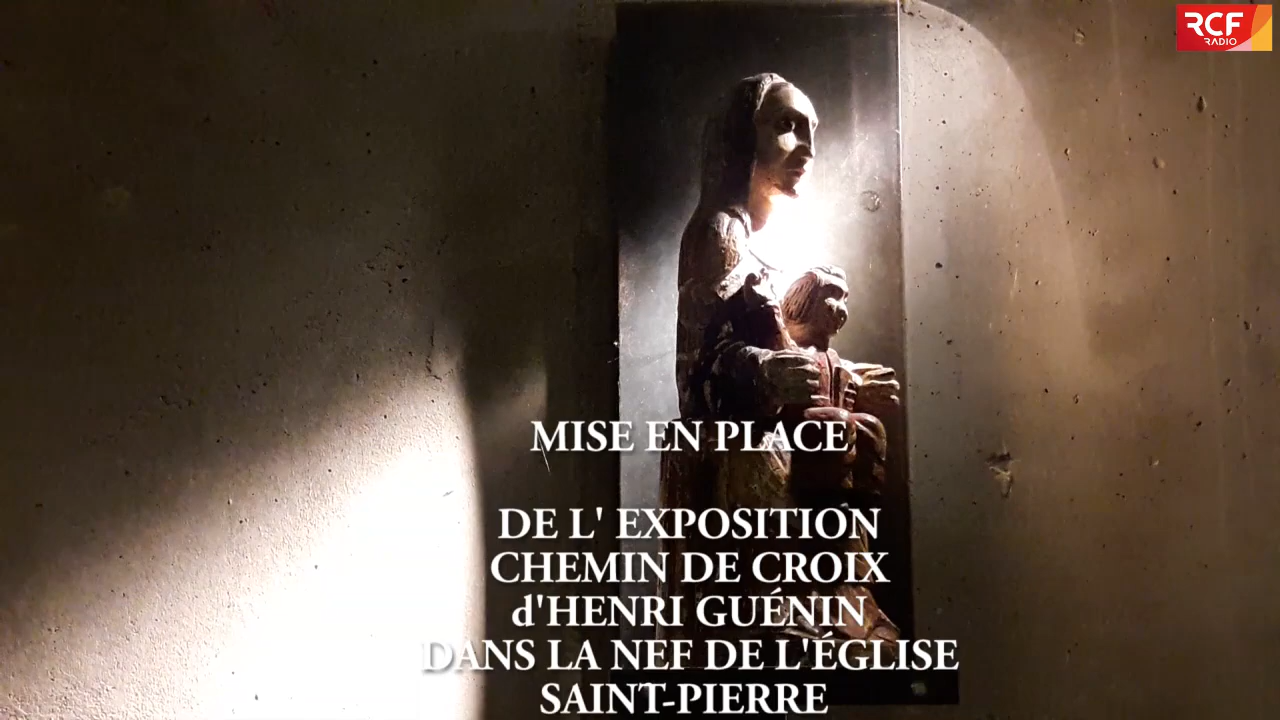 RCF
RADIO
MISE EN PLACE
DE L' EXPOSITION
CHEMIN DE CROIX
d'HENRI GUÉNIN
DANS LA NEF DE L'ÉGLISE
SAINT-PIERRE